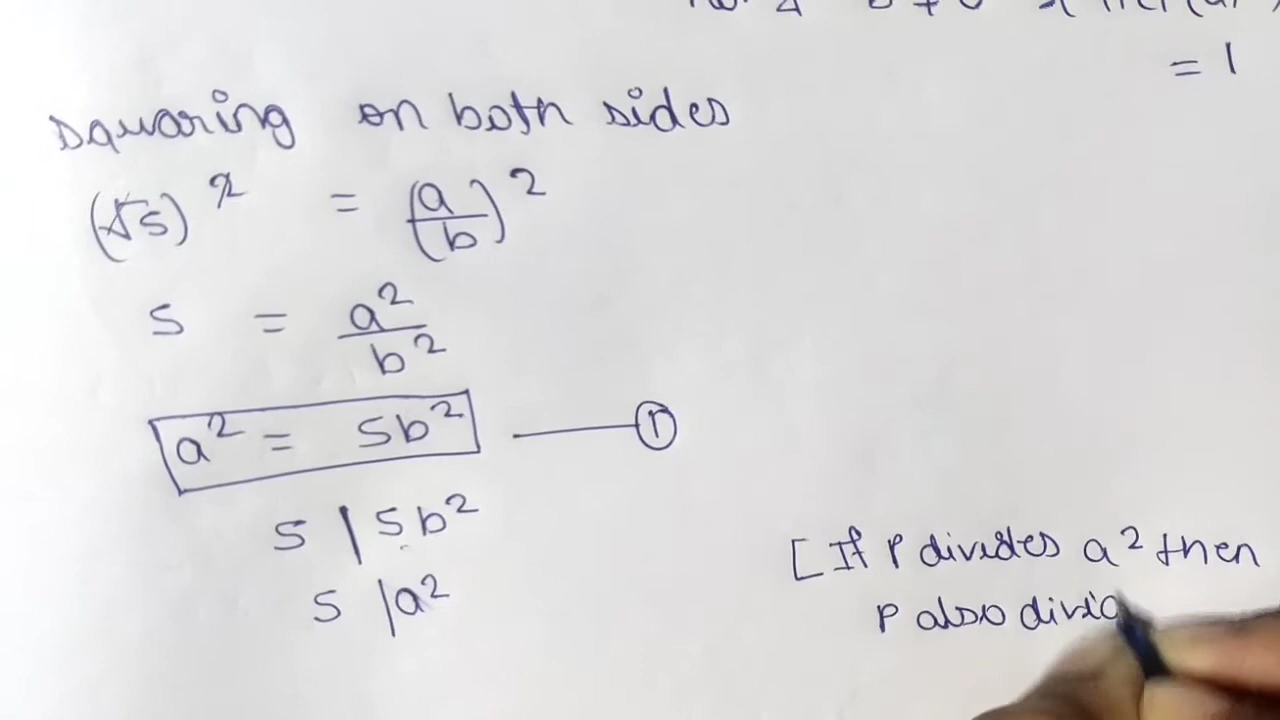 = 1
Squaring on both sides
(√5)² = (a/b)²
5 = a²/b²
a² = 5b² ——— ①
5 | 5b²
[If P divides a² then
5 | a²
P also divid